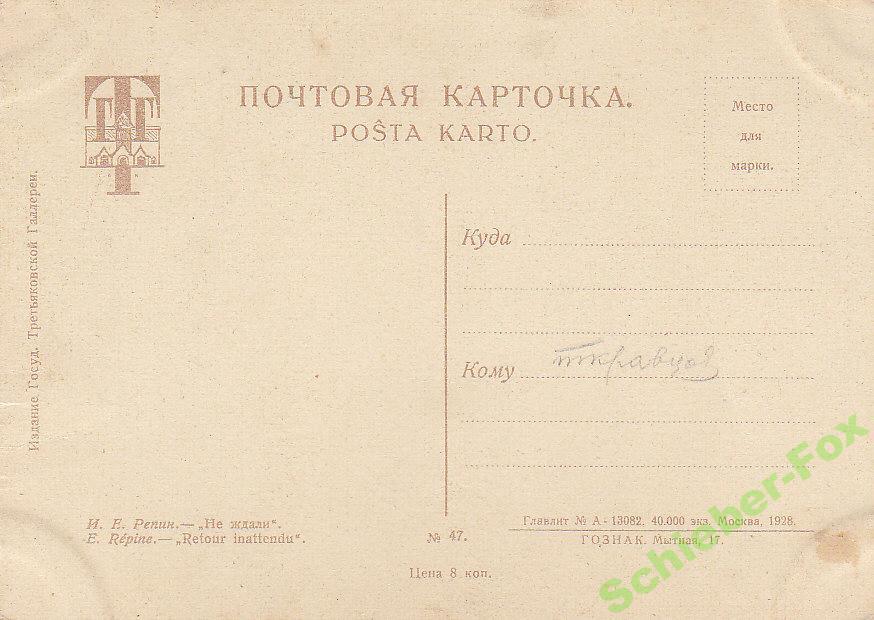 ПОЧТОВАЯ КАРТОЧКА.
POŜTA KARTO.
Место
для
марки.
Издание Госуд. Третьяковской Галлереи.
Куда
Кому
И. Е. Репин.— „Не ждали“.
E. Répine.— „Retour inattendu“.
№ 47.
Главлит № А - 13082. 40.000 экз. Москва, 1928.
ГОЗНАК. Мытная, 17.
Цена 8 коп.
Schieber-Fox